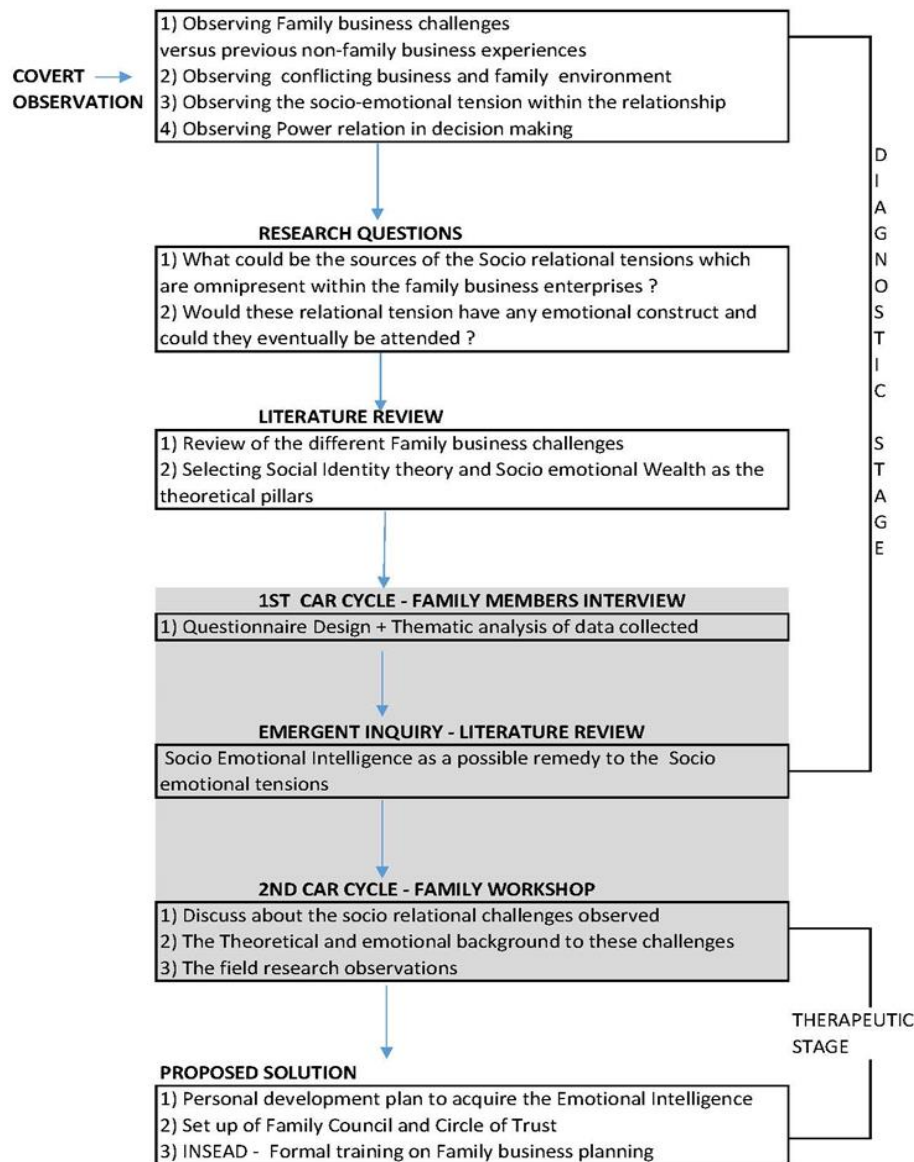 1) Observing Family business challenges
versus previous non-family business experiences
2) Observing conflicting business and family environment
3) Observing the socio-emotional tension within the relationship
4) Observing Power relation in decision making
COVERT
OBSERVATION
RESEARCH QUESTIONS
1) What could be the sources of the Socio relational tensions which
are omnipresent within the family business enterprises ?
2) Would these relational tension have any emotional construct and
could they eventually be attended ?
LITERATURE REVIEW
1) Review of the different Family business challenges
2) Selecting Social Identity theory and Socio emotional Wealth as the
theoretical pillars
1ST CAR CYCLE - FAMILY MEMBERS INTERVIEW
1) Questionnaire Design + Thematic analysis of data collected
EMERGENT INQUIRY - LITERATURE REVIEW
Socio Emotional Intelligence as a possible remedy to the Socio
emotional tensions
DIAGNOSTIC STAGE
2ND CAR CYCLE - FAMILY WORKSHOP
1) Discuss about the socio relational challenges observed
2) The Theoretical and emotional background to these challenges
3) The field research observations
THERAPEUTIC
STAGE
PROPOSED SOLUTION
1) Personal development plan to acquire the Emotional Intelligence
2) Set up of Family Council and Circle of Trust
3) INSEAD - Formal training on Family business planning